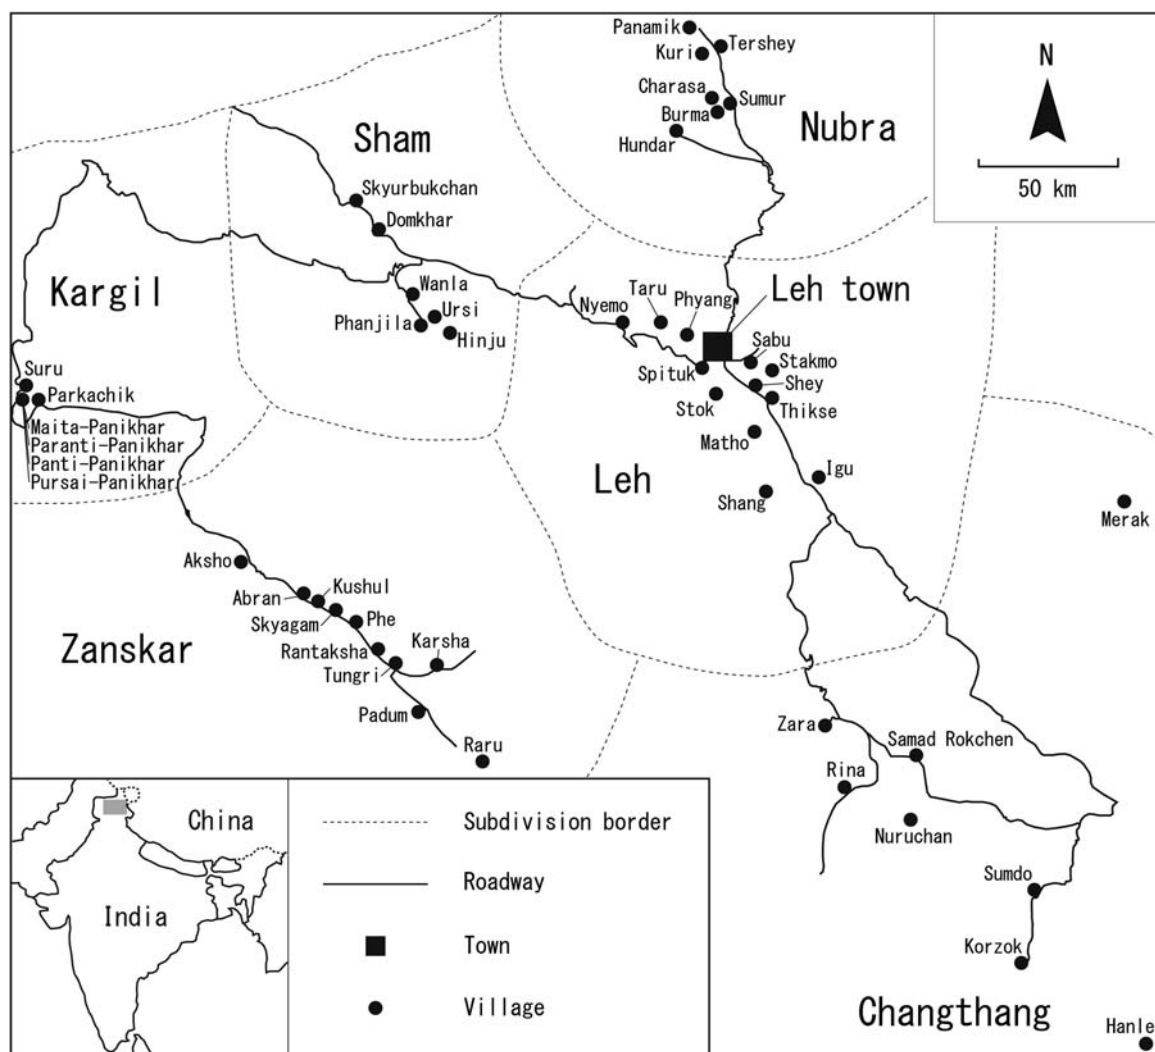 Panamik
Tershey
Kuri
Charasa
Sumur
Burma
Hundar
Nubra
N
50 km
Sham
Skyurbukchan
Domkhar
Kargil
Wanla
Ursi
Phanjila
Hinju
Nyemo
Taru
Phyang
Leh town
Sabu
Stakmo
Spituk
Shey
Stok
Thikse
Matho
Suru
Parkachik
Maita-Panikhar
Paranti-Panikhar
Panti-Panikhar
Pursai-Panikhar
Leh
Igu
Shang
Merak
Aksho
Abran
Kushul
Skyagam
Phe
Zanskar
Rantaksha
Karsha
Tungri
Padum
Raru
Zara
Samad Rokchen
Rina
Nuruchan
Sumdo
Korzok
Changthang
Hanle
China
India
Subdivision border
Roadway
Town
Village